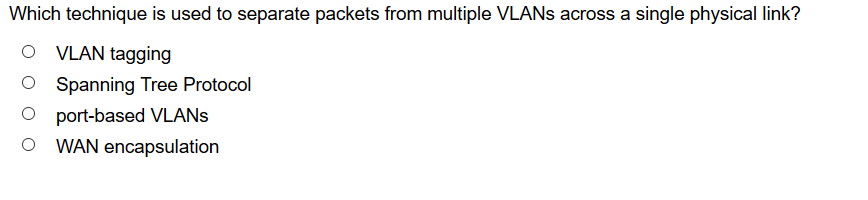 Which technique is used to separate packets from multiple VLANs across a single physical link?
VLAN tagging
Spanning Tree Protocol
port-based VLANs
WAN encapsulation